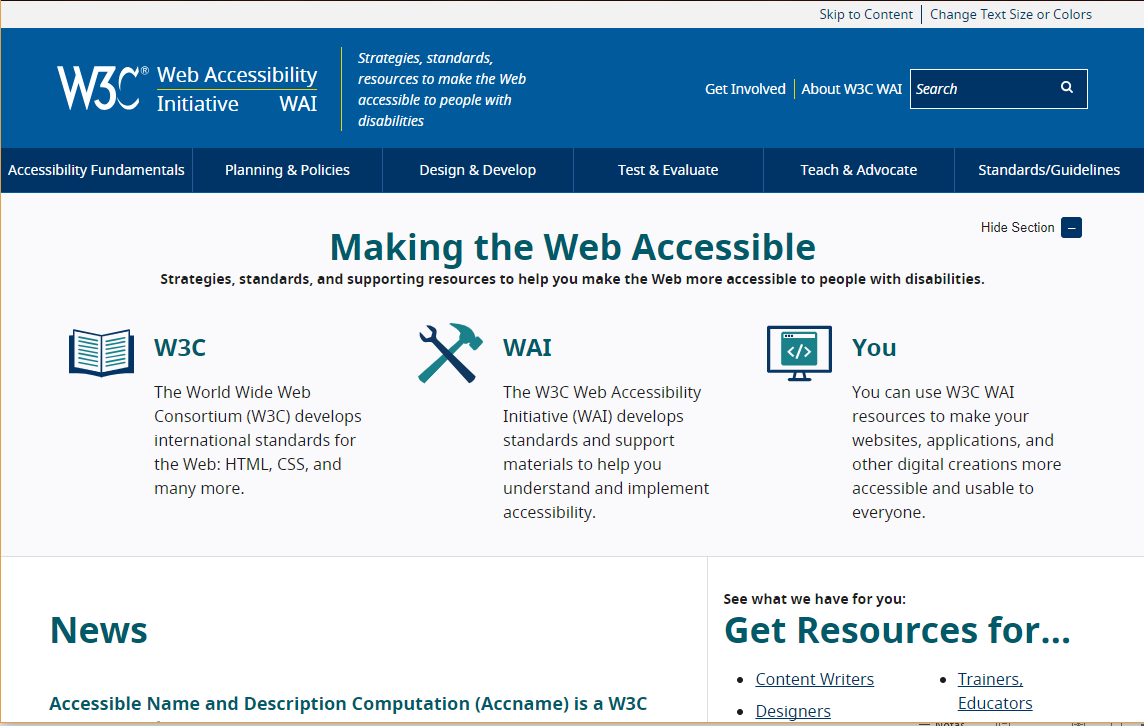 Skip to Content
Change Text Size or Colors
W3C®
Web Accessibility
Initiative WAI
Strategies, standards,
resources to make the Web
accessible to people with
disabilities
Get Involved
About W3C WAI
Search
Accessibility Fundamentals
Planning & Policies
Design & Develop
Test & Evaluate
Teach & Advocate
Standards/Guidelines
Hide Section
Making the Web Accessible
Strategies, standards, and supporting resources to help you make the Web more accessible to people with disabilities.
W3C
The World Wide Web
Consortium (W3C) develops
international standards for
the Web: HTML, CSS, and
many more.
WAI
The W3C Web Accessibility
Initiative (WAI) develops
standards and support
materials to help you
understand and implement
accessibility.
</>
You
You can use W3C WAI
resources to make your
websites, applications, and
other digital creations more
accessible and usable to
everyone.
News
Accessible Name and Description Computation (Accname) is a W3C
See what we have for you:
Get Resources for…
Content Writers
Designers
Trainers,
Educators